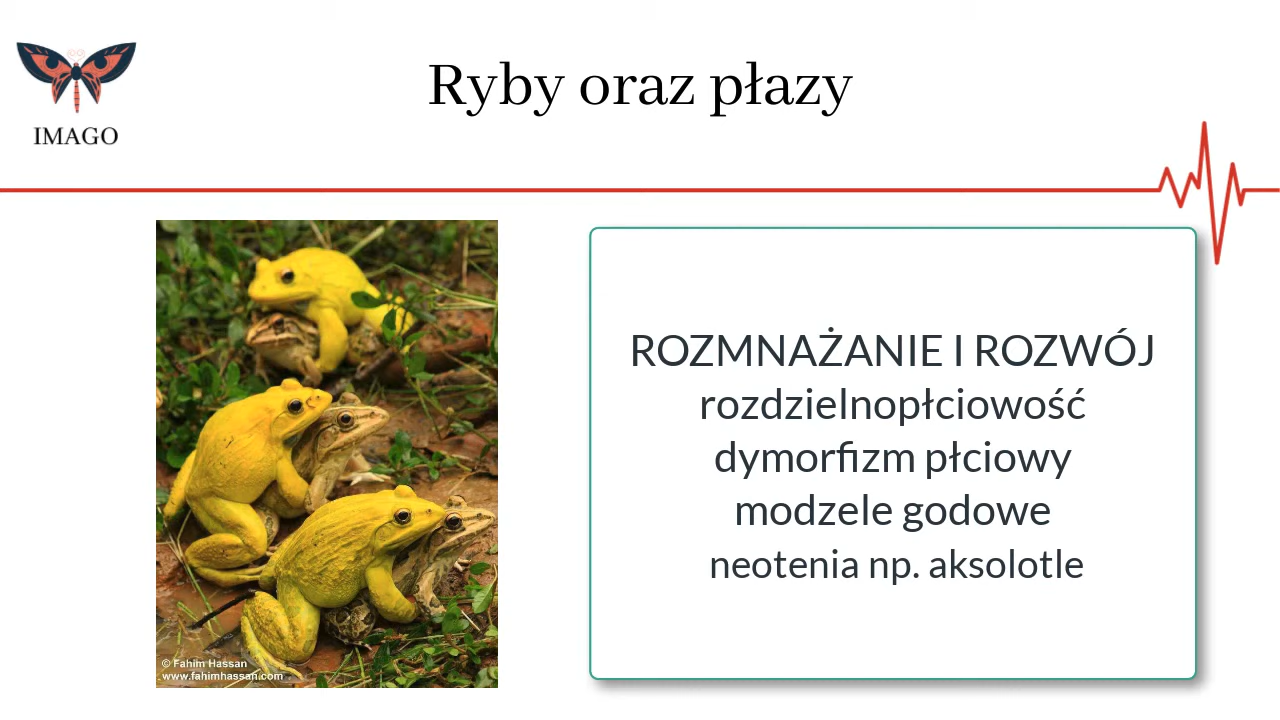 Ryby oraz płazy
IMAGO
© Fahim Hassan
www.fahimhassan.com
ROZMNAŻANIE I ROZWÓJ
rozdzielnopłciowość
dymorfizm płciowy
modzele godowe
neotenia np. aksolotle